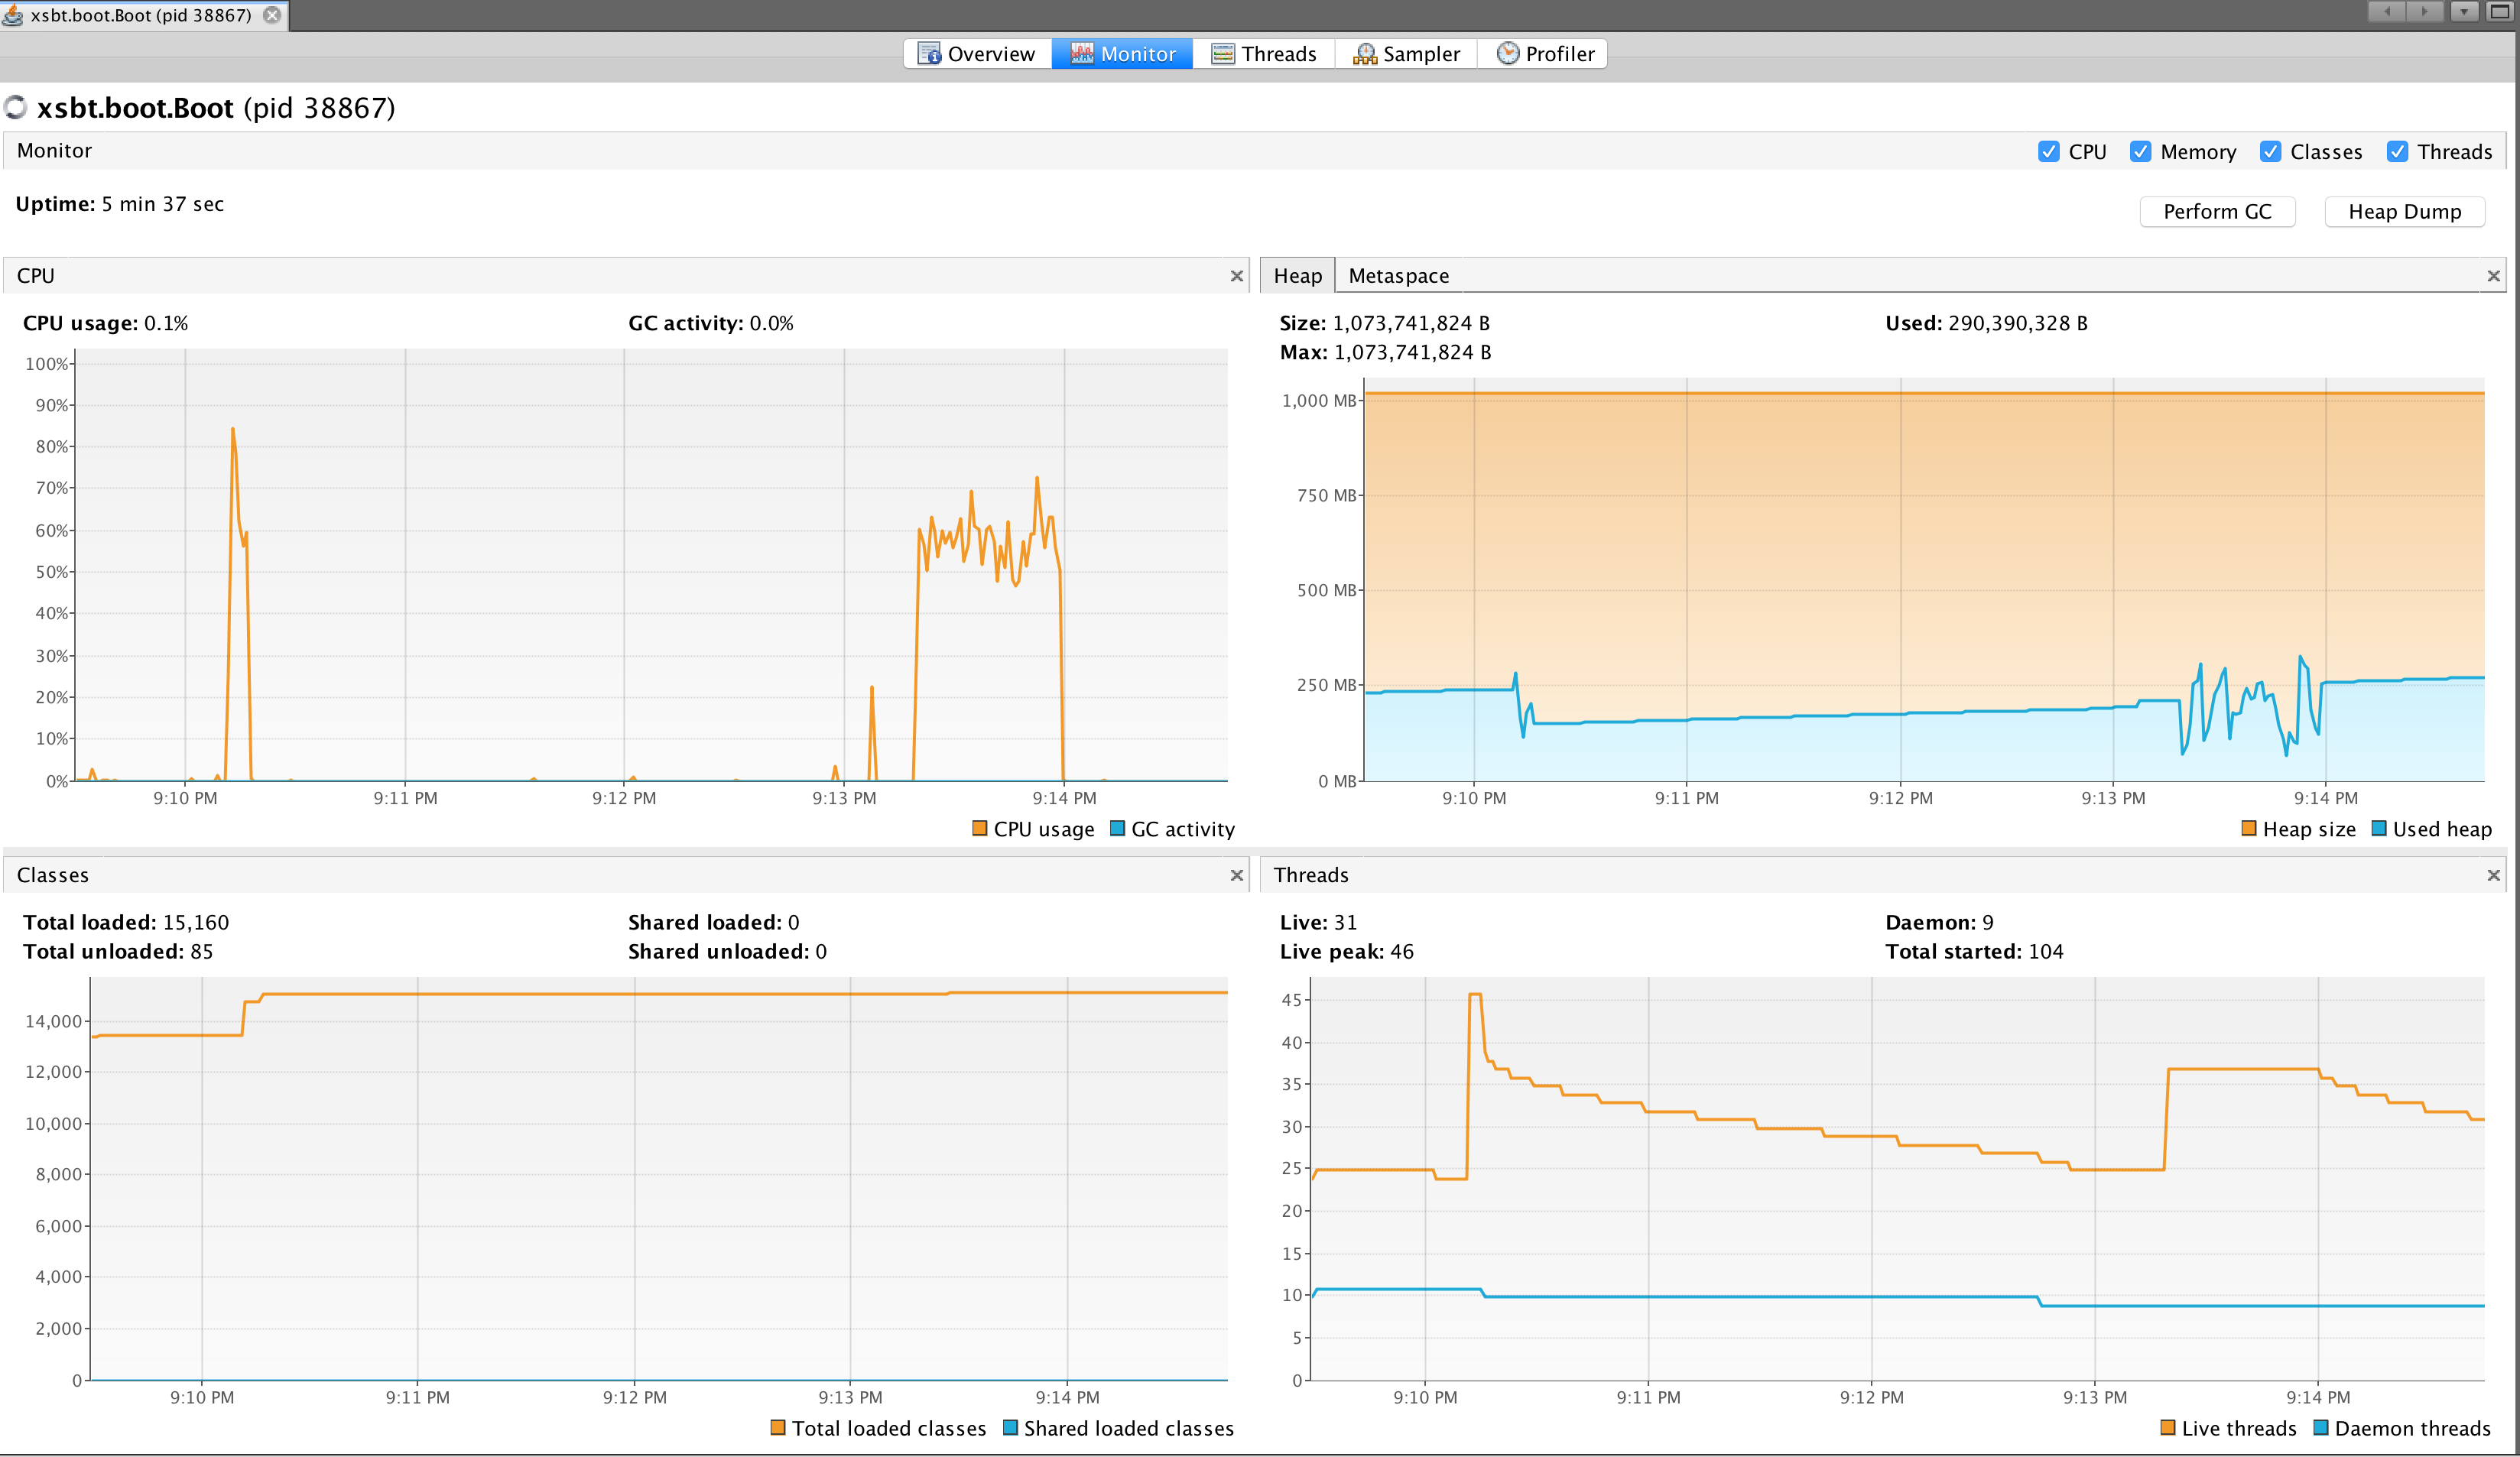 xsbt.boot.Boot (pid 38867)
Overview Monitor Threads Sampler Profiler
xsbt.boot.Boot (pid 38867)
Monitor CPU Memory Classes Threads
Uptime: 5 min 37 sec
Perform GC Heap Dump
CPU
CPU usage: 0.1% GC activity: 0.0%
100%
90%
80%
70%
60%
50%
40%
30%
20%
10%
0%
9:10 PM 9:11 PM 9:12 PM 9:13 PM 9:14 PM
CPU usage GC activity
Heap Metaspace
Size: 1,073,741,824 B Used: 290,390,328 B
Max: 1,073,741,824 B
1,000 MB
750 MB
500 MB
250 MB
0 MB
9:10 PM 9:11 PM 9:12 PM 9:13 PM 9:14 PM
Heap size Used heap
Classes
Total loaded: 15,160 Shared loaded: 0
Total unloaded: 85 Shared unloaded: 0
14,000
12,000
10,000
8,000
6,000
4,000
2,000
0
9:10 PM 9:11 PM 9:12 PM 9:13 PM 9:14 PM
Total loaded classes Shared loaded classes
Threads
Live: 31 Daemon: 9
Live peak: 46 Total started: 104
45
40
35
30
25
20
15
10
5
0
9:10 PM 9:11 PM 9:12 PM 9:13 PM 9:14 PM
Live threads Daemon threads